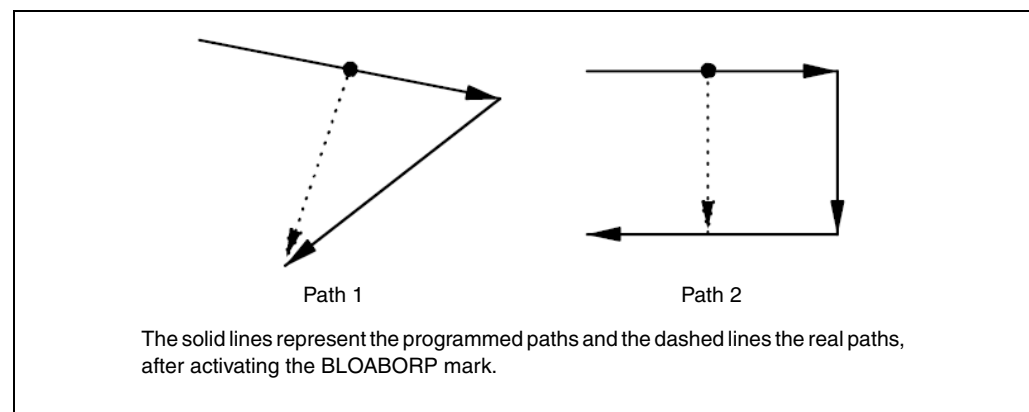 Path 1
Path 2
The solid lines represent the programmed paths and the dashed lines the real paths,
after activating the BLOABORP mark.